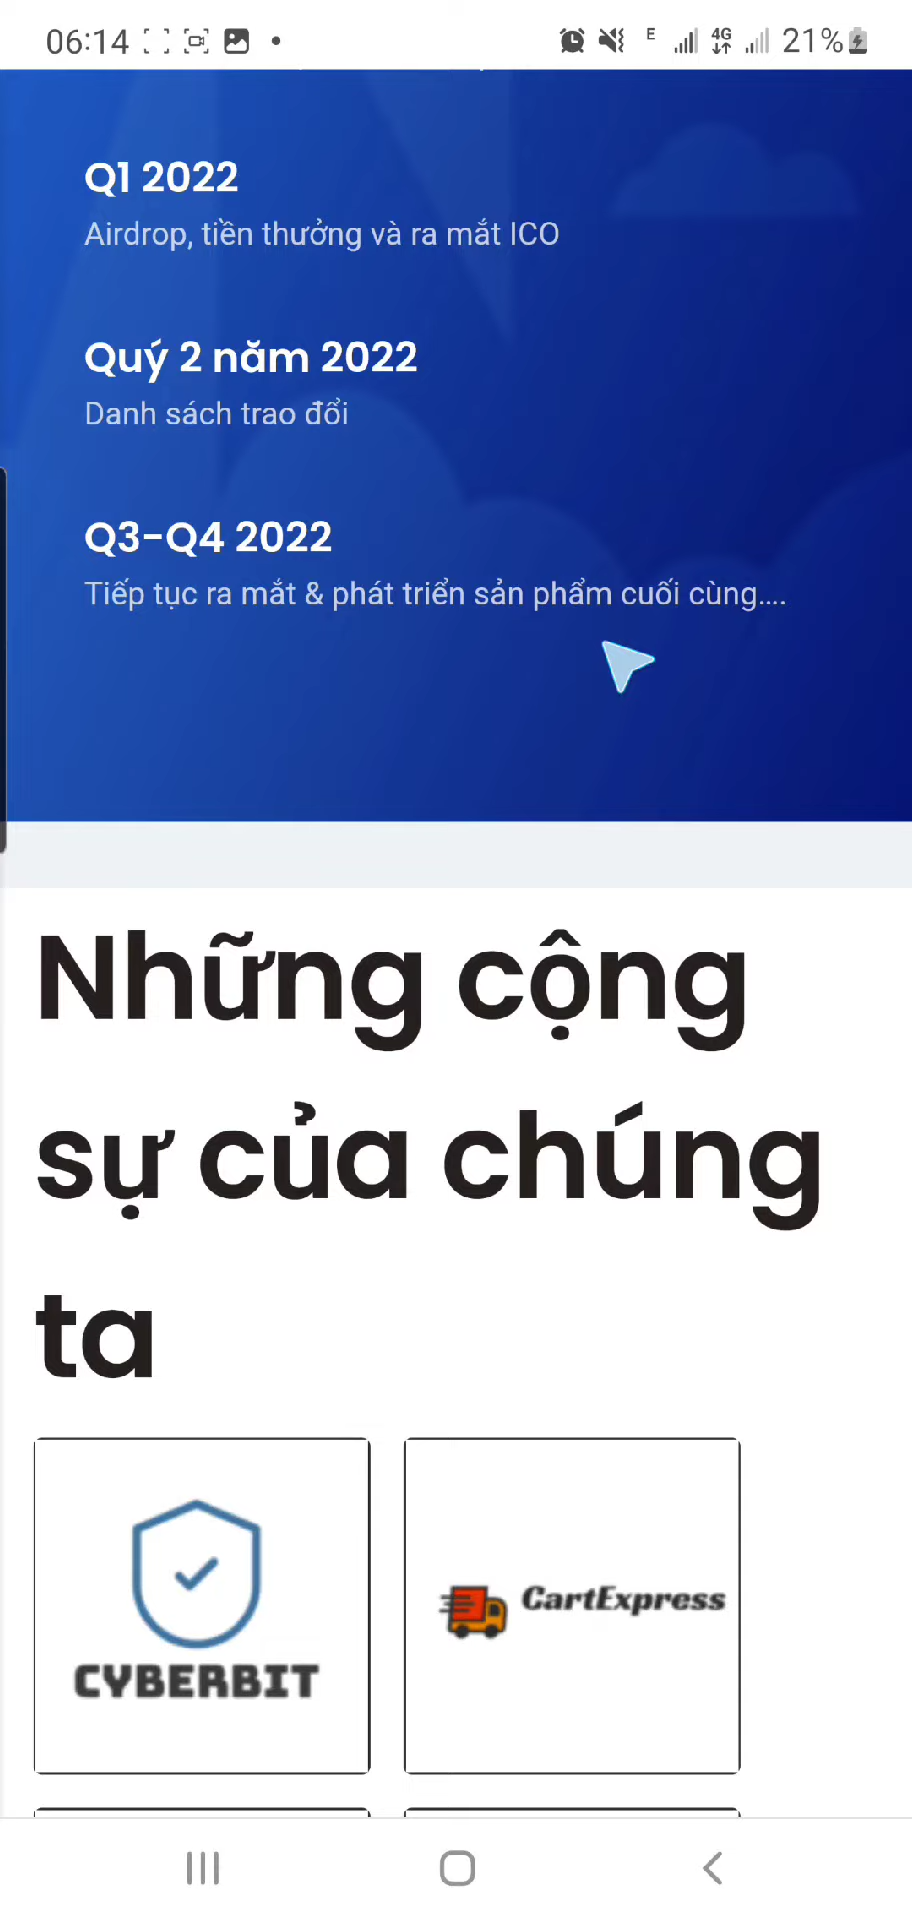 06:14
E
4G
21%
Q1 2022
Airdrop, tiền thưởng và ra mắt ICO
Quý 2 năm 2022
Danh sách trao đổi
Q3-Q4 2022
Tiếp tục ra mắt & phát triển sản phẩm cuối cùng....
Những cộng
sự của chúng
ta
CYBERBIT
CartExpress